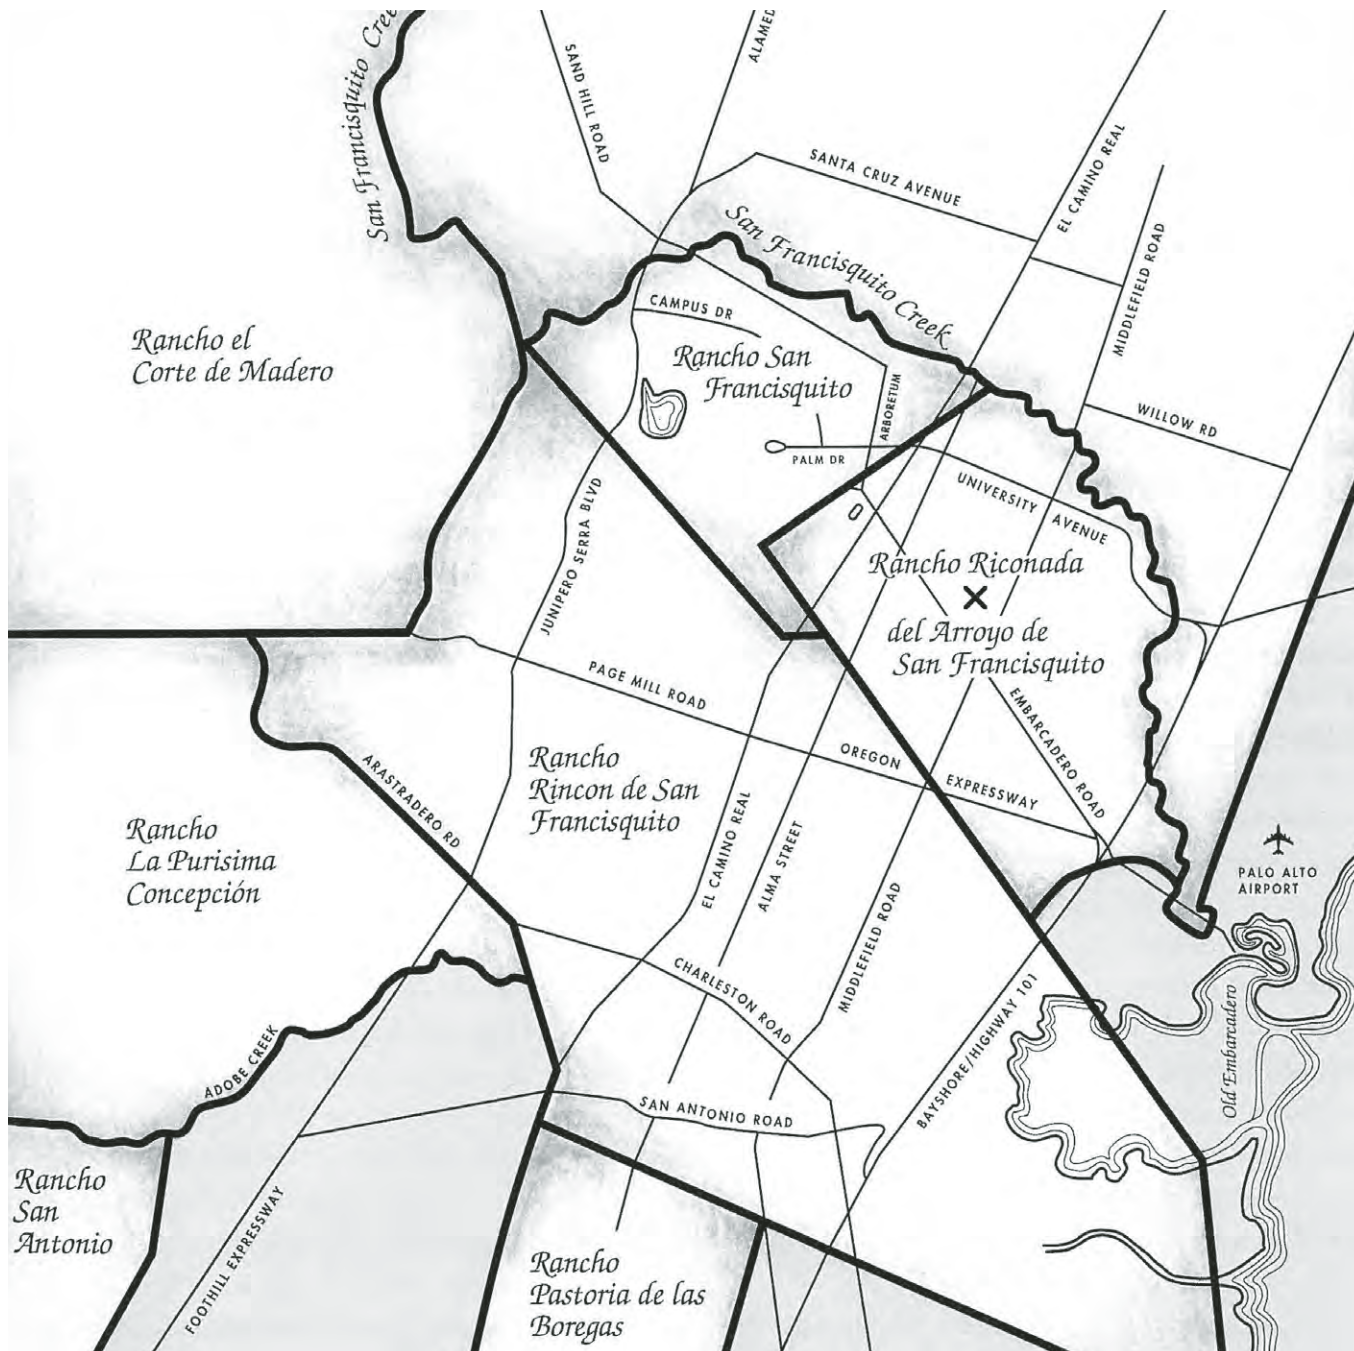 San Francisquito Creek
SAND HILL ROAD
ALAMED
SANTA CRUZ AVENUE
EL CAMINO REAL
MIDDLEFIELD ROAD
San Francisquito Creek
CAMPUS DR
Rancho el
Corte de Madero
Rancho San
Francisquito
ARBORETUM
WILLOW RD
PALM DR
UNIVERSITY AVENUE
JUNIPERO SERRA BLVD
Rancho Riconada
del Arroyo de
San Francisquito
PAGE MILL ROAD
EMBARCADERO ROAD
OREGON EXPRESSWAY
Rancho
Rincon de San
Francisquito
ARASTRADERO RD
EL CAMINO REAL
ALMA STREET
Rancho
La Purisima
Concepción
PALO ALTO
AIRPORT
MIDDLEFIELD ROAD
CHARLESTON ROAD
BAYSHORE/HIGHWAY 101
Old Embarcadero
ADOBE CREEK
SAN ANTONIO ROAD
Rancho
San
Antonio
FOOTHILL EXPRESSWAY
Rancho
Pastoria de las
Boregas